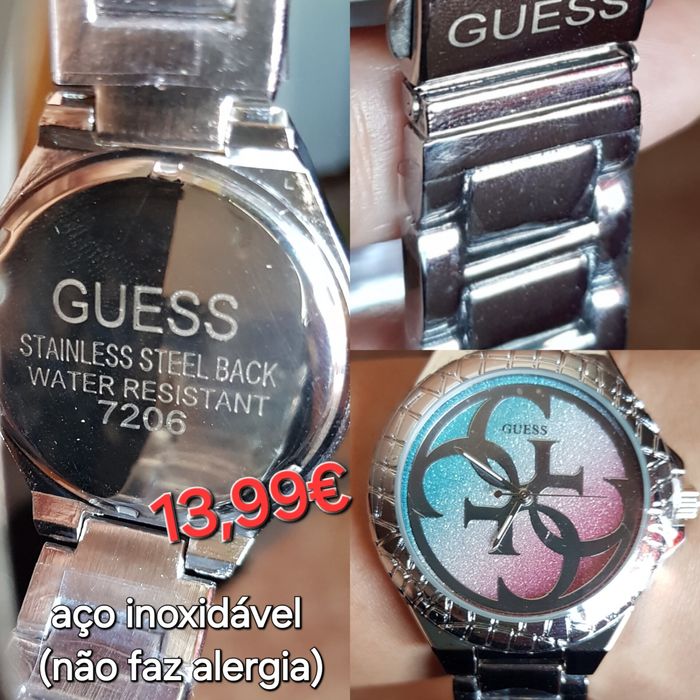 GUESS
STAINLESS STEEL BACK
WATER RESISTANT
7206
13,99€
aço inoxidável
(não faz alergia)
GUESS
GUESS